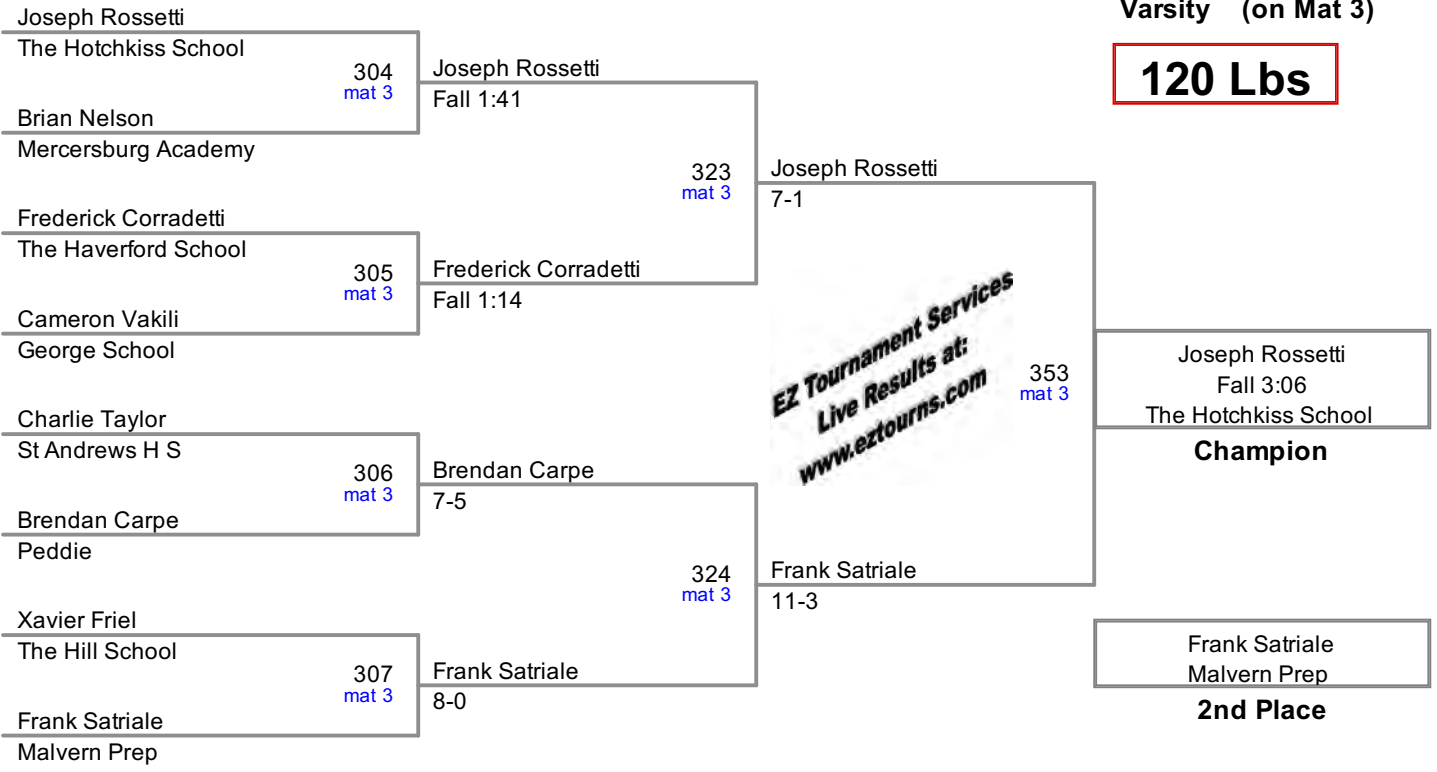 Varsity (on Mat 3)
120 Lbs
Joseph Rossetti
The Hotchkiss School
304
mat 3
Brian Nelson
Mercersburg Academy
Joseph Rossetti
Fall 1:41
323
mat 3
Frederick Corradetti
The Haverford School
305
mat 3
Cameron Vakili
George School
Frederick Corradetti
Fall 1:14
Joseph Rossetti
7-1
Charlie Taylor
St Andrews H S
306
mat 3
Brendan Carpe
Peddie
Brendan Carpe
7-5
324
mat 3
Xavier Friel
The Hill School
307
mat 3
Frank Satriale
Malvern Prep
Frank Satriale
8-0
Frank Satriale
11-3
EZ Tournament Services
Live Results at:
www.eztourns.com
353
mat 3
Joseph Rossetti
Fall 3:06
The Hotchkiss School
Champion
Frank Satriale
Malvern Prep
2nd Place